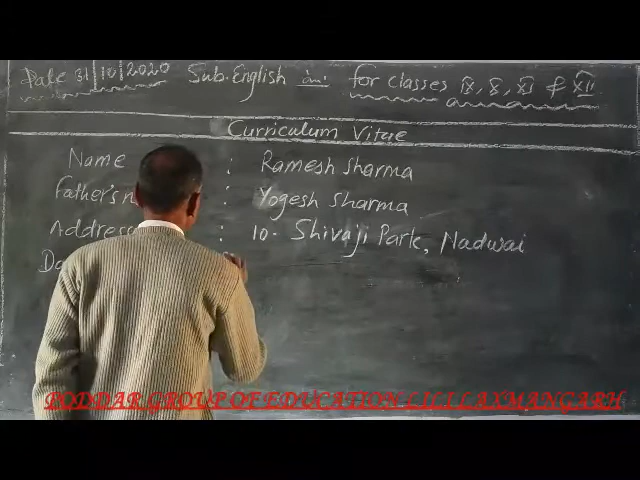 Date 31/10/2020 Sub. English for classes IX, X, XI & XII
Curriculum Vitae
Name : Ramesh Sharma
Father's : Yogesh Sharma
Address : 10. Shivaji Park, Nadwai
PODDAR GROUP OF EDUCATION LILI LAXMANGARH